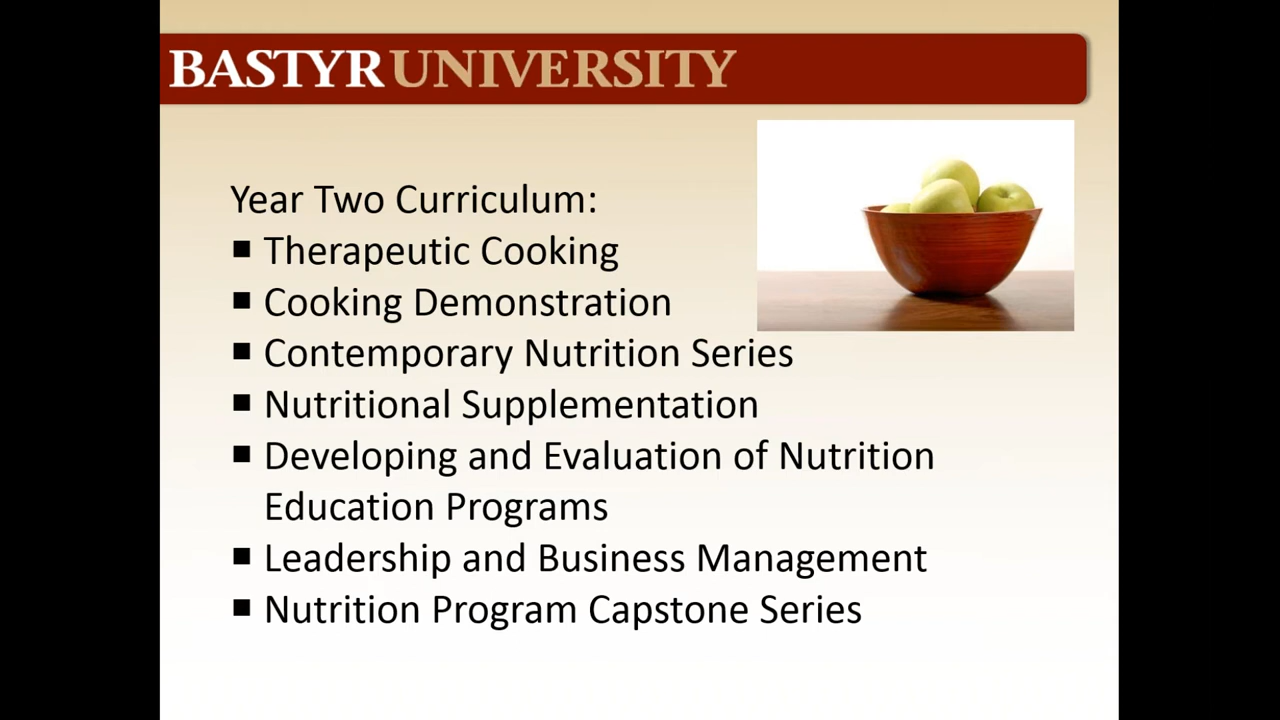 BASTYR UNIVERSITY
Year Two Curriculum:
▪ Therapeutic Cooking
▪ Cooking Demonstration
▪ Contemporary Nutrition Series
▪ Nutritional Supplementation
▪ Developing and Evaluation of Nutrition
Education Programs
▪ Leadership and Business Management
▪ Nutrition Program Capstone Series